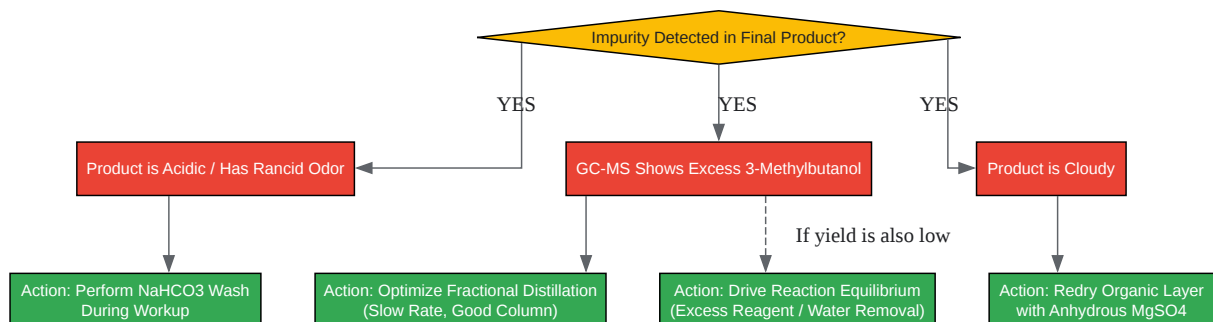 Impurity Detected in Final Product?
YES
YES
YES
Product is Acidic / Has Rancid Odor
GC-MS Shows Excess 3-Methylbutanol
Product is Cloudy
If yield is also low
Action: Perform NaHCO3 Wash
During Workup
Action: Optimize Fractional Distillation
(Slow Rate, Good Column)
Action: Drive Reaction Equilibrium
(Excess Reagent / Water Removal)
Action: Redry Organic Layer
with Anhydrous MgSO4